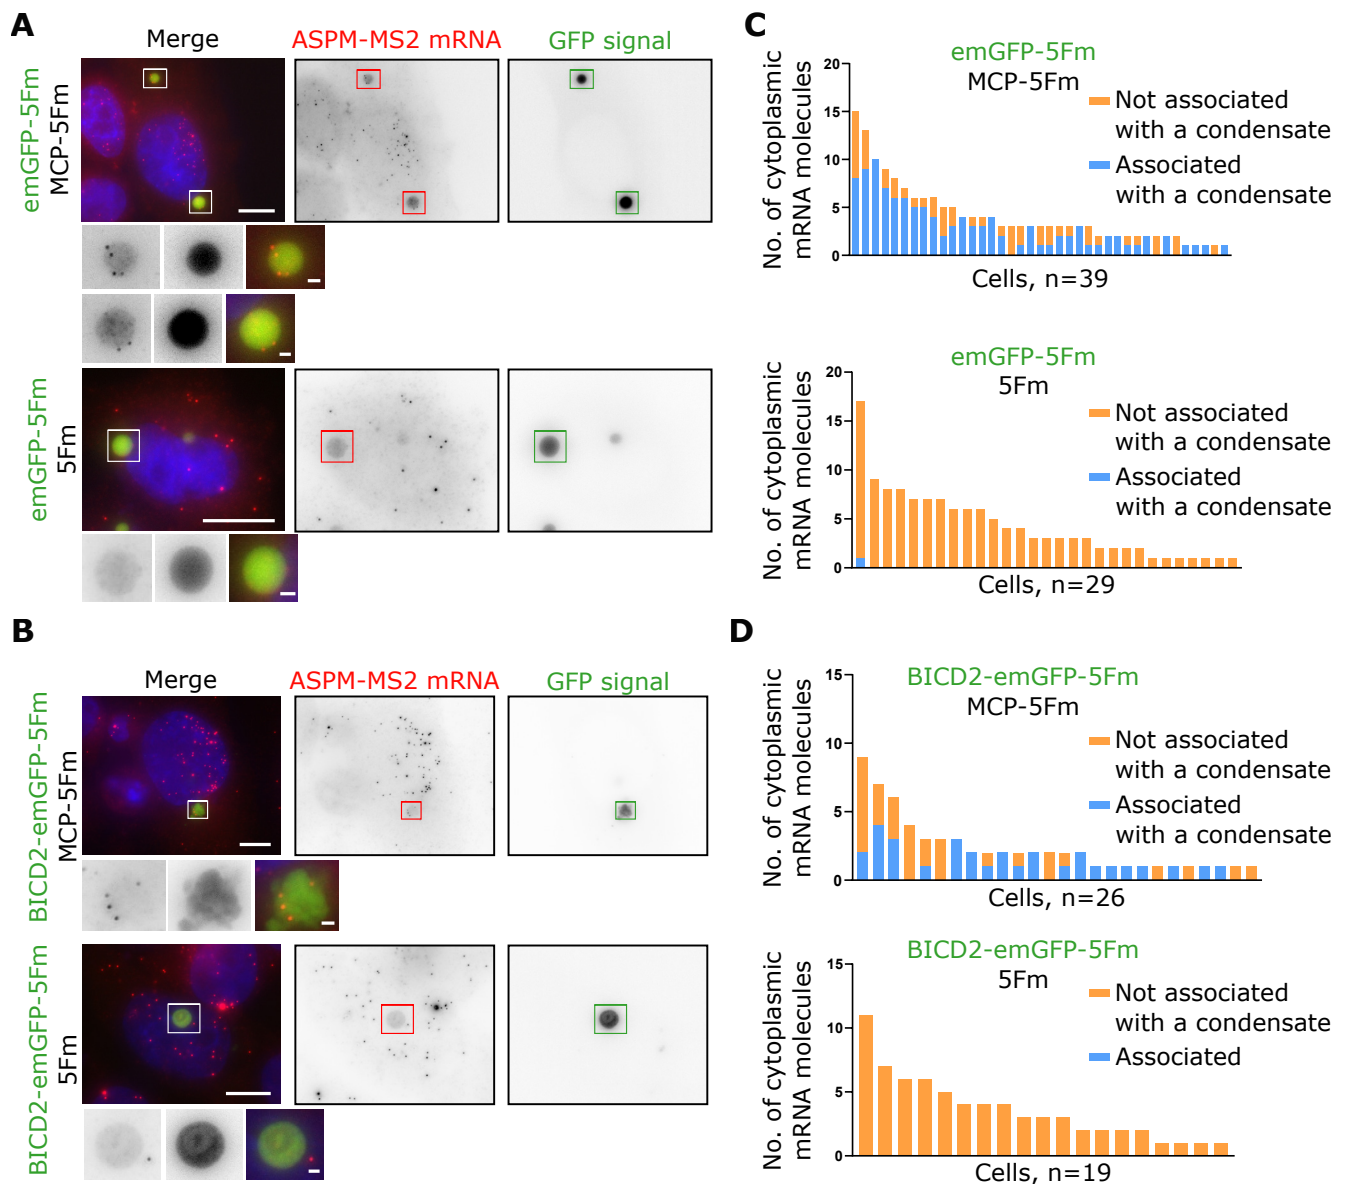 A
Merge
ASPM-MS2 mRNA
GFP signal
emGFP-5Fm
MCP-5Fm
emGFP-5Fm
5Fm
B
Merge
ASPM-MS2 mRNA
GFP signal
BICD2-emGFP-5Fm
MCP-5Fm
BICD2-emGFP-5Fm
5Fm
C
emGFP-5Fm
MCP-5Fm
No. of cytoplasmic
mRNA molecules
20
15
10
5
0
Not associated
with a condensate
Associated
with a condensate
Cells, n=39
emGFP-5Fm
5Fm
No. of cytoplasmic
mRNA molecules
20
15
10
5
0
Not associated
with a condensate
Associated
with a condensate
Cells, n=29
D
BICD2-emGFP-5Fm
MCP-5Fm
No. of cytoplasmic
mRNA molecules
15
10
5
0
Not associated
with a condensate
Associated
with a condensate
Cells, n=26
BICD2-emGFP-5Fm
5Fm
No. of cytoplasmic
mRNA molecules
15
10
5
0
Not associated
with a condensate
Associated
Cells, n=19